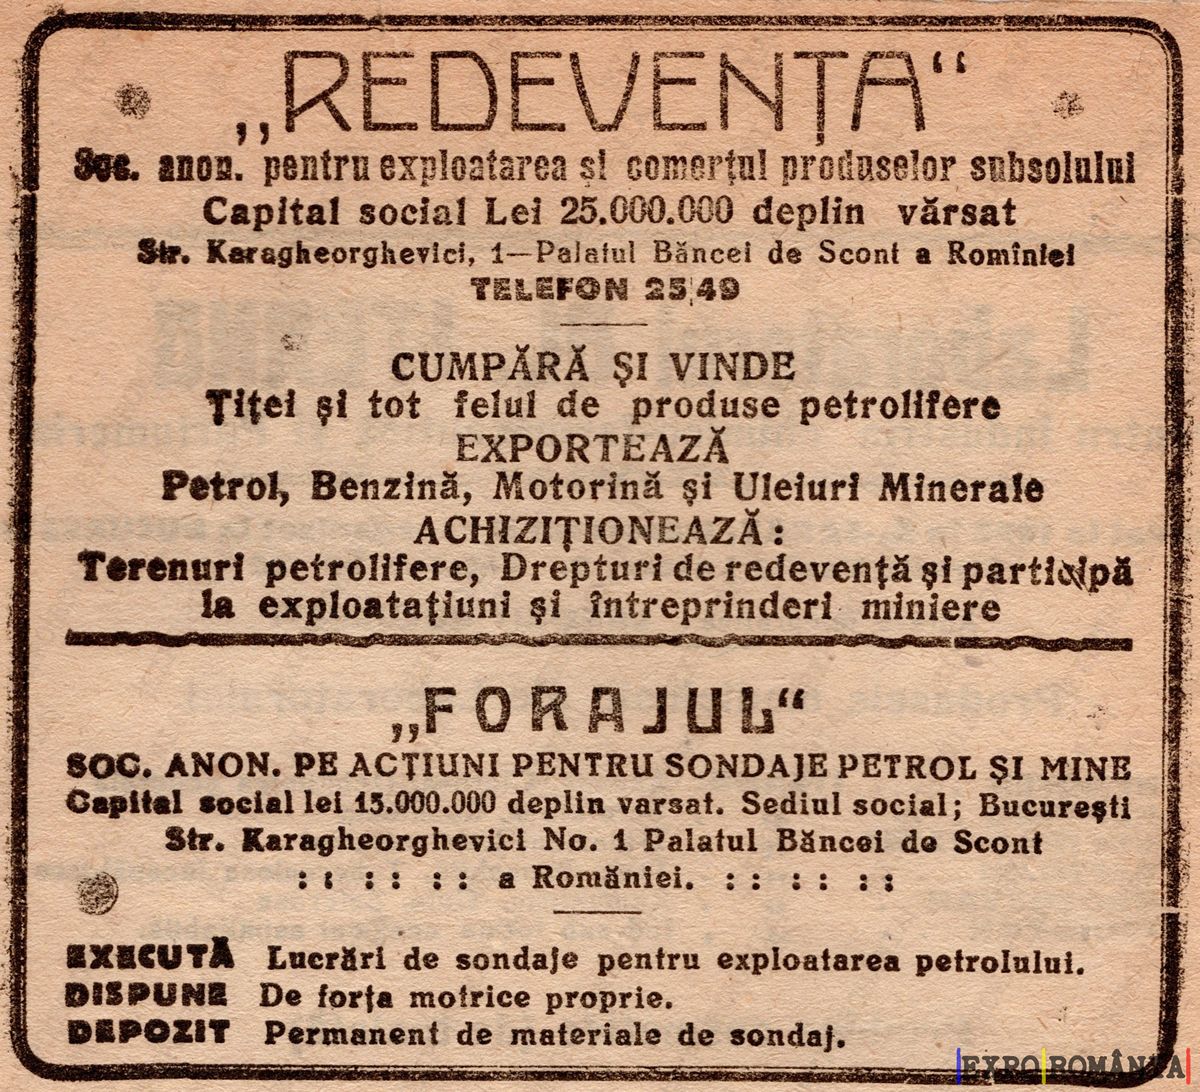 „REDEVENȚA“
Soc. anon. pentru exploatarea și comerțul produselor subsolului
Capital social Lei 25.000.000 deplin vărsat
Str. Karagheorghevici, 1—Palatul Băncei de Scont a Romîniei
TELEFON 25,49
CUMPĂRĂ ȘI VINDE
Țiței și tot felul de produse petrolifere
EXPORTEAZĂ
Petrol, Benzină, Motorină și Uleiuri Minerale
ACHIZIȚIONEAZĂ:
Terenuri petrolifere, Drepturi de redevență și participă
la exploatațiuni și întreprinderi miniere
„FORAJUL“
SOC. ANON. PE ACȚIUNI PENTRU SONDAJE PETROL ȘI MINE
Capital social lei 15.000.000 deplin varsat. Sediul social; București
Str. Karagheorghevici No. 1 Palatul Băncei de Scont
: : : : : : a României. : : : : : :
EXECUTĂ Lucrări de sondaje pentru exploatarea petrolului.
DISPUNE De forța motrice proprie.
DEPOZIT Permanent de materiale de sondaj.
EXPO ROMÂNIA